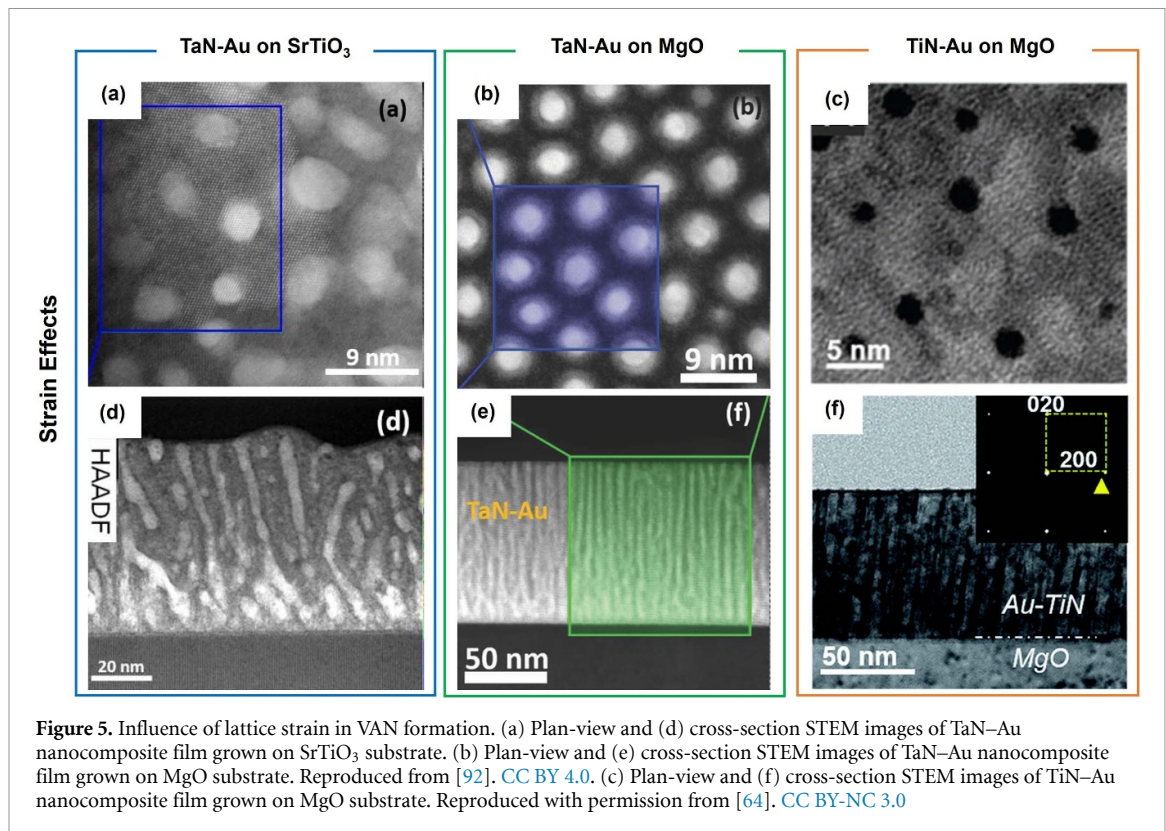 TaN-Au on SrTiO3
TaN-Au on MgO
TiN-Au on MgO
Strain Effects
(a)
(a)
9 nm
(b)
(b)
9 nm
(c)
5 nm
(d)
(d)
HAADF
20 nm
(e)
(f)
TaN-Au
50 nm
(f)
020
200
Au-TiN
MgO
50 nm
Figure 5. Influence of lattice strain in VAN formation. (a) Plan-view and (d) cross-section STEM images of TaN–Au
nanocomposite film grown on SrTiO3 substrate. (b) Plan-view and (e) cross-section STEM images of TaN–Au nanocomposite
film grown on MgO substrate. Reproduced from [92]. CC BY 4.0. (c) Plan-view and (f) cross-section STEM images of TiN–Au
nanocomposite film grown on MgO substrate. Reproduced with permission from [64]. CC BY-NC 3.0